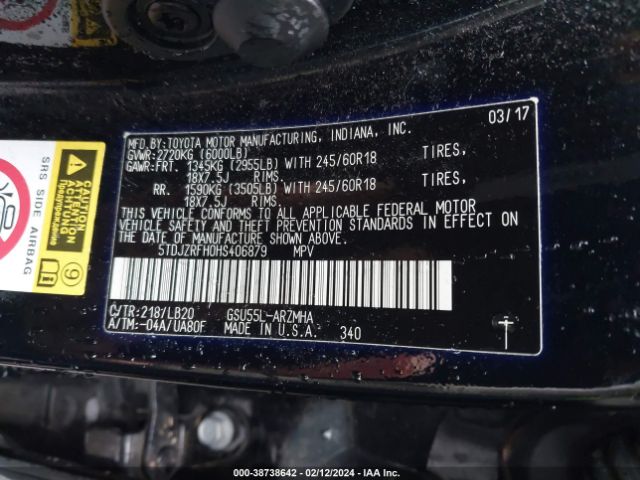 MFD.BY:TOYOTA MOTOR MANUFACTURING, INDIANA, INC. 03/17
GVWR:2720KG (6000LB)
GAWR:FRT. 1345KG (2955LB) WITH 245/60R18 TIRES,
18X7.5J RIMS.
RR. 1590KG (3505LB) WITH 245/60R18 TIRES,
18X7.5J RIMS.
THIS VEHICLE CONFORMS TO ALL APPLICABLE FEDERAL MOTOR
VEHICLE SAFETY AND THEFT PREVENTION STANDARDS IN EFFECT ON
THE DATE OF MANUFACTURE SHOWN ABOVE.
5TDJZRFH0HS406879 MPV
C/TR:218/LB20 GSU55L-ARZMHA
A/TM:-04A/UA80F MADE IN U.S.A. 340
SRS SIDE AIRBAG
CAUTION
ACTUTUNG
9
000-38738642 - 02/12/2024 - IAA Inc.